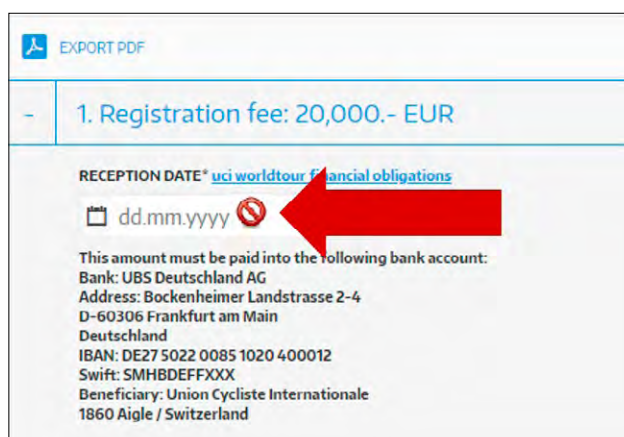 EXPORT PDF
- 1. Registration fee: 20,000.- EUR
RECEPTION DATE* uci worldtour financial obligations
dd.mm.yyyy
This amount must be paid into the following bank account:
Bank: UBS Deutschland AG
Address: Bockenheimer Landstrasse 2-4
D-60306 Frankfurt am Main
Deutschland
IBAN: DE27 5022 0085 1020 400012
Swift: SMHBDEFFXXX
Beneficiary: Union Cycliste Internationale
1860 Aigle / Switzerland